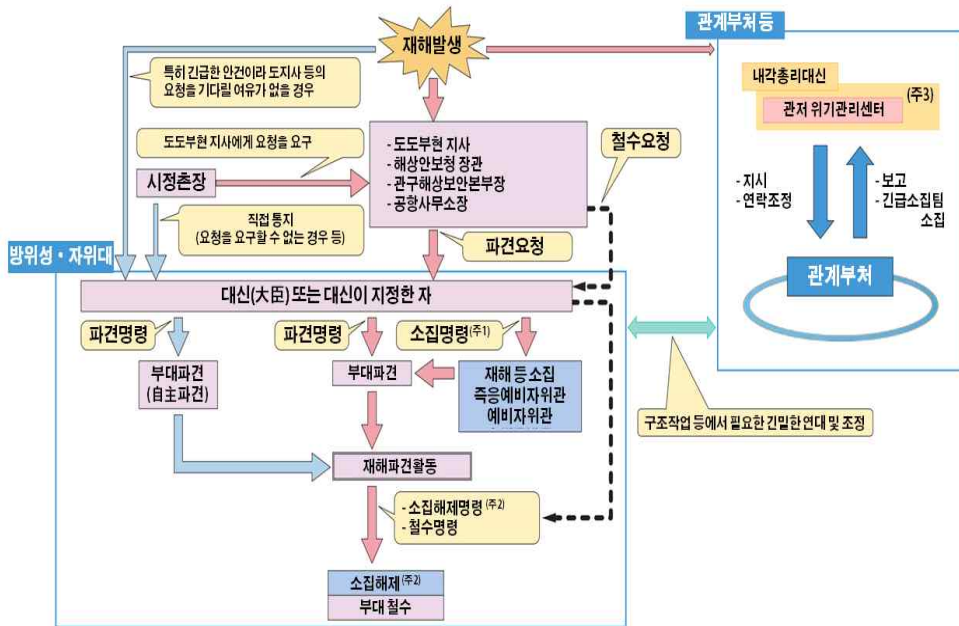 관계부처 등
재해발생
특히 긴급한 안건이라 도지사 등의
요청을 기다릴 여유가 없을 경우
내각총리대신
(주3)
관저 위기관리센터
도도부현 지사에게 요청을 요구
- 도도부현 지사
- 해상안보청 장관
- 관구해상보안본부장
- 공항사무소장
철수요청
시정촌장
- 지시
- 연락조정
- 보고
- 긴급소집팀
소집
직접 통지
(요청을 요구할 수 없는 경우 등)
파견요청
방위성・자위대
관계부처
대신(大臣) 또는 대신이 지정한 자
파견명령
파견명령
소집명령(주1)
부대파견
(自主파견)
부대파견
재해 등 소집
즉응예비자위관
예비자위관
구조작업 등에서 필요한 긴밀한 연대 및 조정
재해파견활동
- 소집해제명령(주2)
- 철수명령
소집해제(주2)
부대 철수